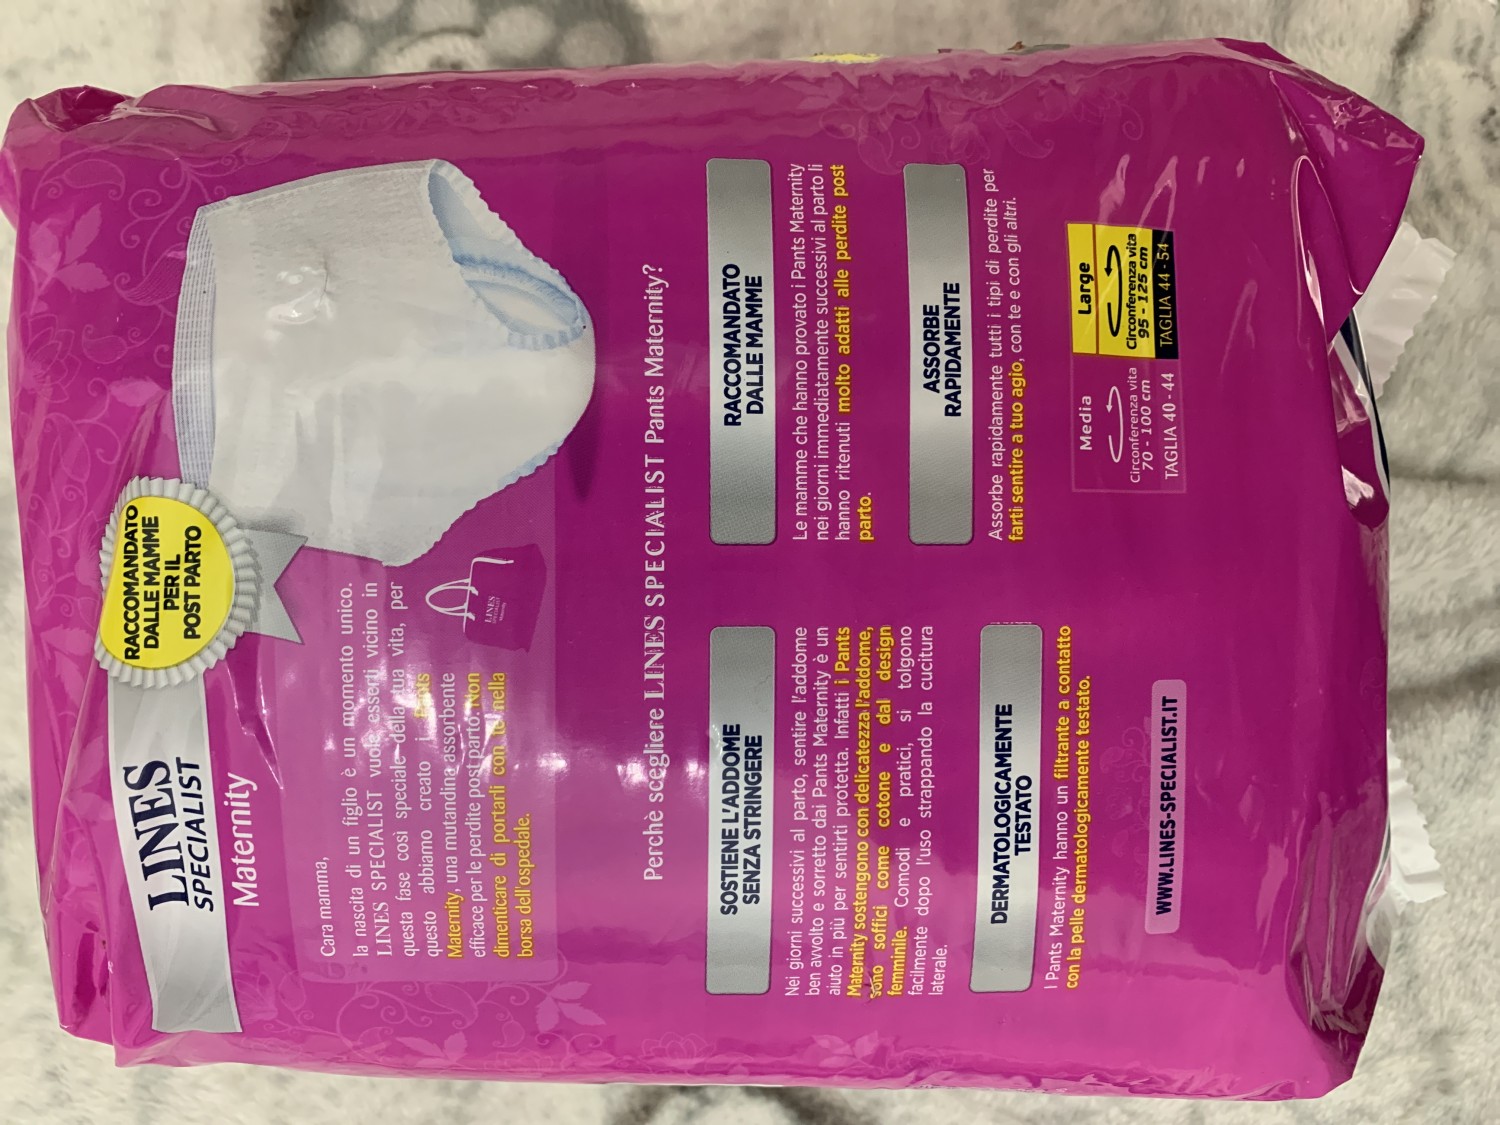 LINES
SPECIALIST
Maternity
RACCOMANDATO
DALLE MAMME
PER IL
POST PARTO
Cara mamma,
la nascita di un figlio è un momento unico.
LINES SPECIALIST vuole esserti vicino in
questa fase così speciale della tua vita, per
questo abbiamo creato i Pants
Maternity, una mutandina assorbente
efficace per le perdite post parto. Non
dimenticare di portarli con te nella
borsa dell'ospedale.
LINES
Perchè scegliere LINES SPECIALIST Pants Maternity?
SOSTIENE L'ADDOME
SENZA STRINGERE
Nei giorni successivi al parto, sentire l'addome
ben avvolto e sorretto dai Pants Maternity è un
aiuto in più per sentirti protetta. Infatti i Pants
Maternity sostengono con delicatezza l'addome,
sono soffici come cotone e dal design
femminile. Comodi e pratici, si tolgono
facilmente dopo l'uso strappando la cucitura
laterale.
RACCOMANDATO
DALLE MAMME
Le mamme che hanno provato i Pants Maternity
nei giorni immediatamente successivi al parto li
hanno ritenuti molto adatti alle perdite post
parto.
DERMATOLOGICAMENTE
TESTATO
I Pants Maternity hanno un filtrante a contatto
con la pelle dermatologicamente testato.
ASSORBE
RAPIDAMENTE
Assorbe rapidamente tutti i tipi di perdite per
farti sentire a tuo agio, con te e con gli altri.
Media
Circonferenza vita
70 - 100 cm
TAGLIA 40 - 44
Large
Circonferenza vita
95 - 125 cm
TAGLIA 44 - 54
WWW.LINES-SPECIALIST.IT